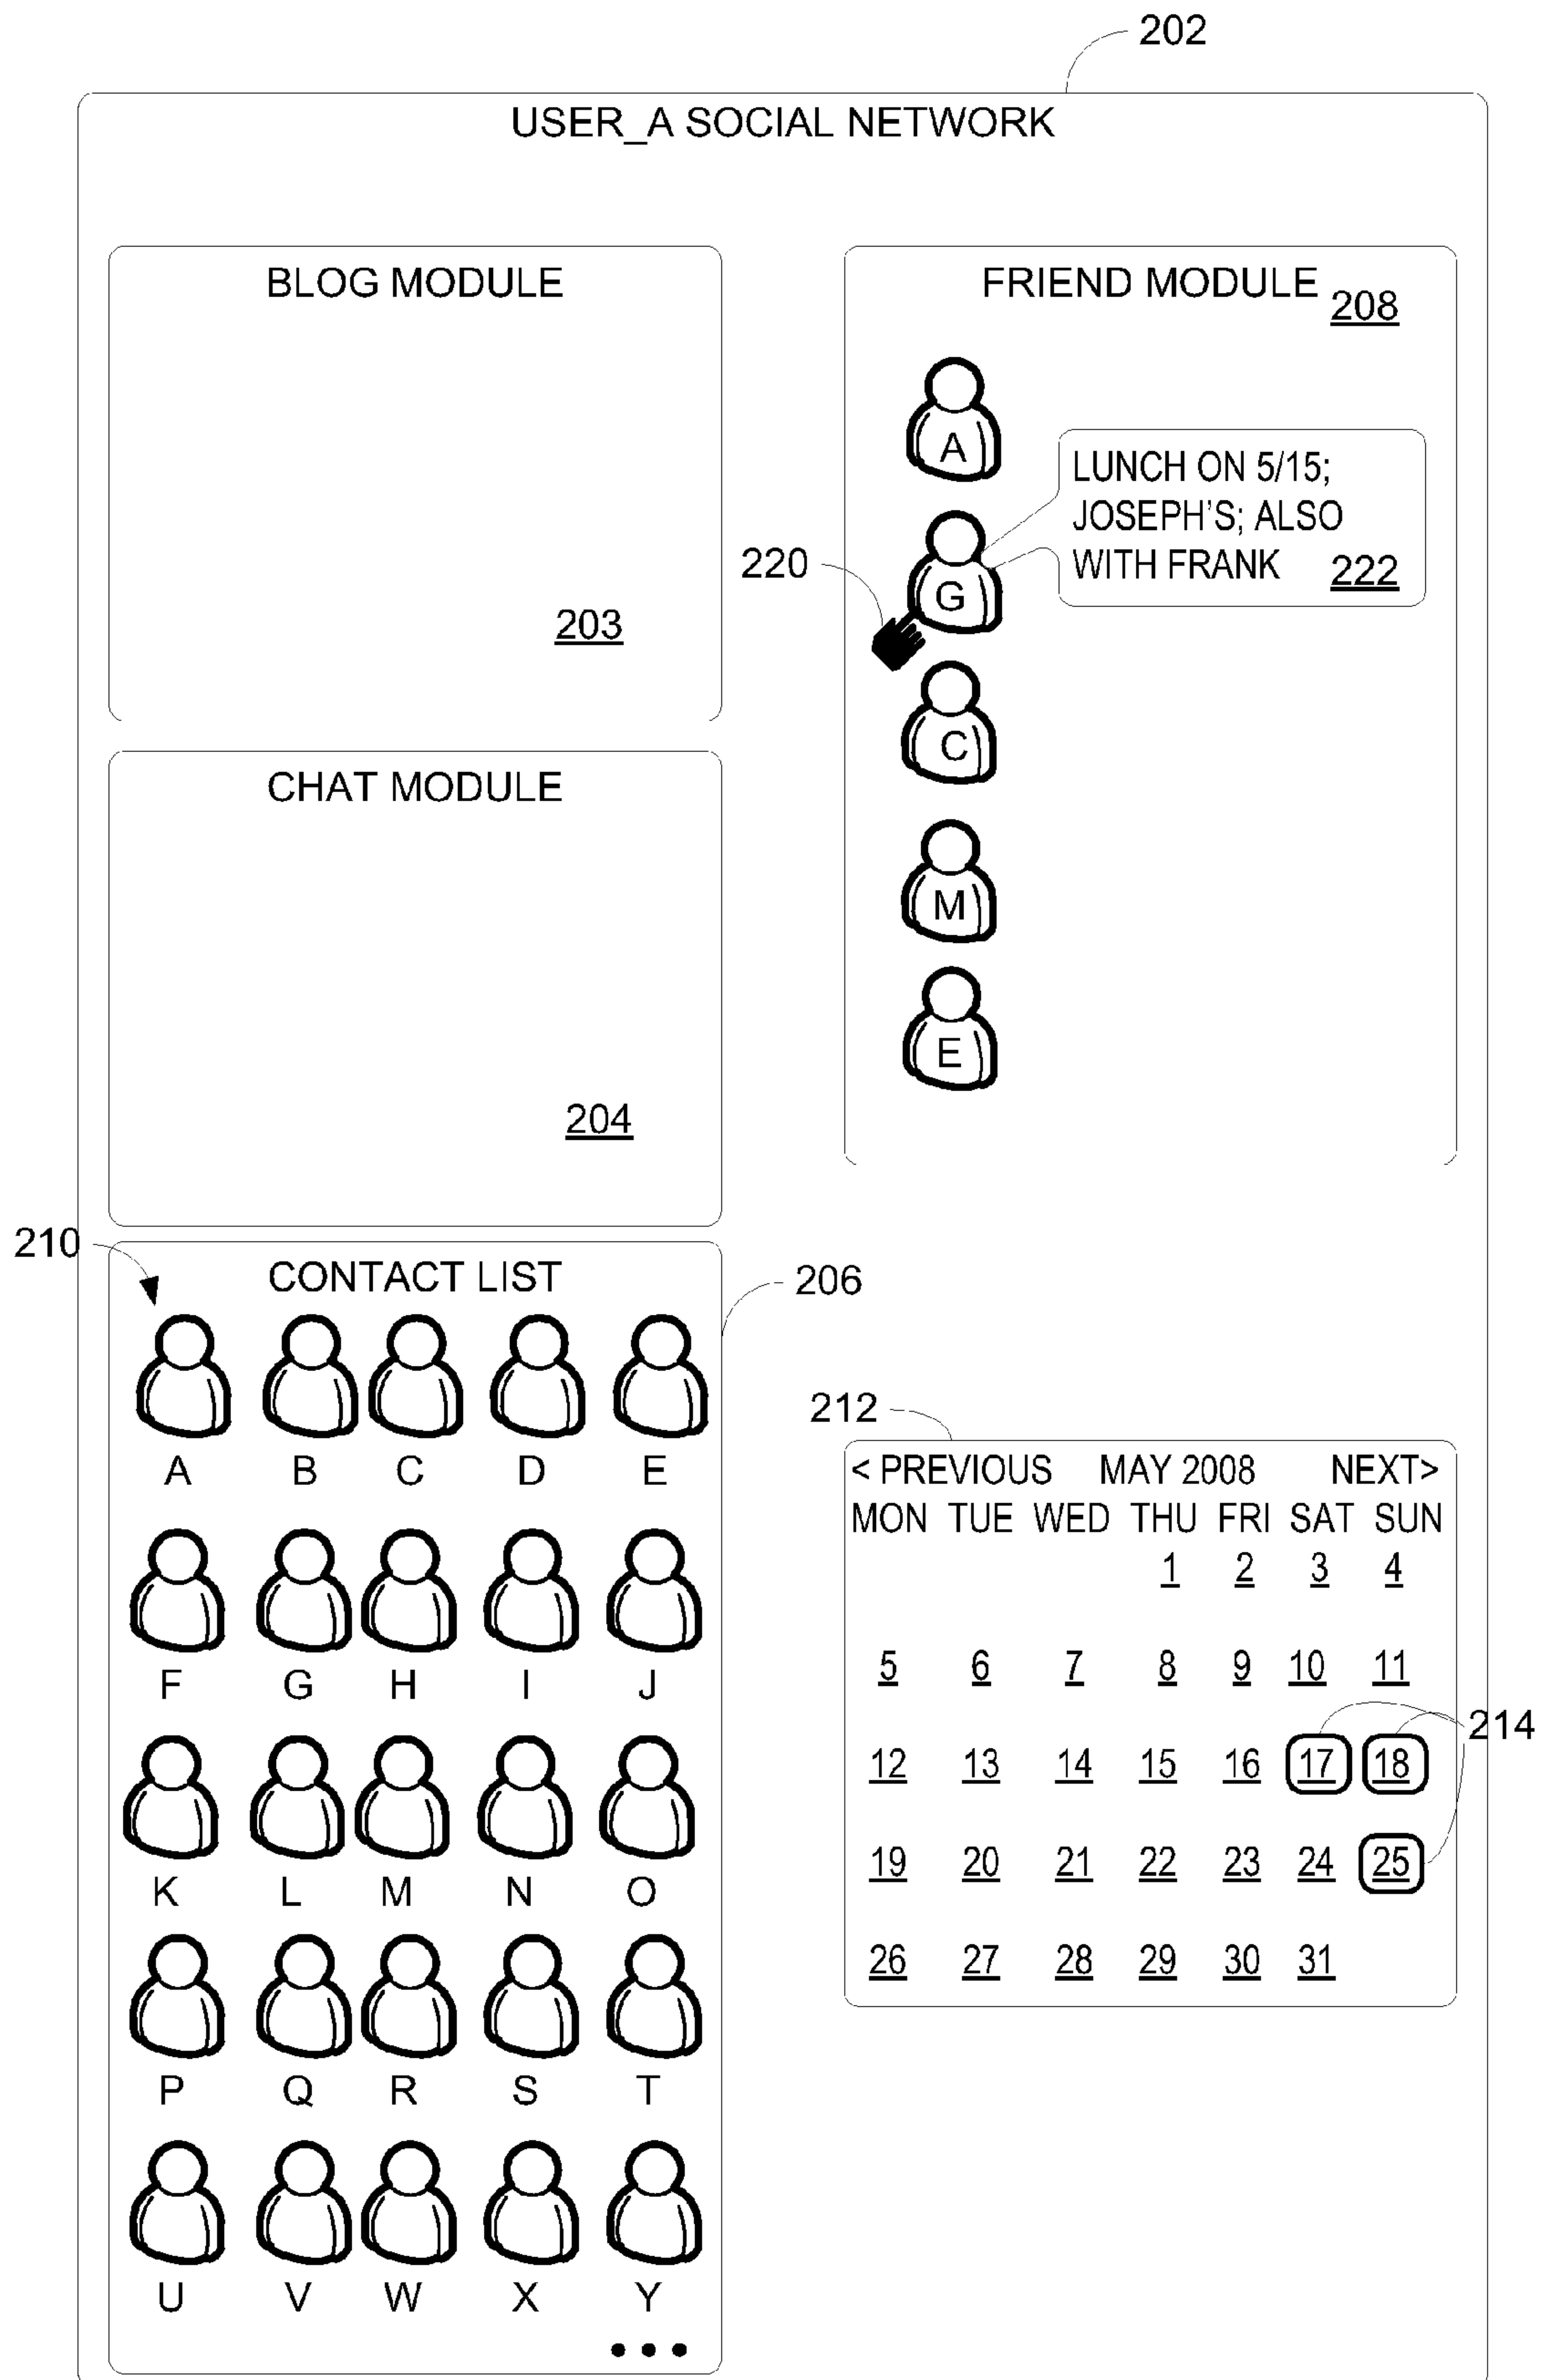 202
USER_A SOCIAL NETWORK
BLOG MODULE
203
FRIEND MODULE
208
A
LUNCH ON 5/15;
JOSEPH'S; ALSO
WITH FRANK
222
220
G
C
M
E
CHAT MODULE
204
210
CONTACT LIST
206
A B C D E
F G H I J
K L M N O
P Q R S T
U V W X Y
212
< PREVIOUS MAY 2008 NEXT>
MON TUE WED THU FRI SAT SUN
1 2 3 4
5 6 7 8 9 10 11
214
12 13 14 15 16 17 18
19 20 21 22 23 24 25
26 27 28 29 30 31